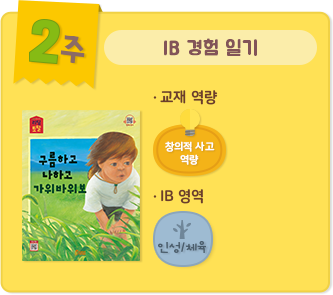 2주
IB 경험 일기
· 교재 역량
창의적 사고
역량
구름하고
나하고
가위바위보
· IB 영역
인성/체육